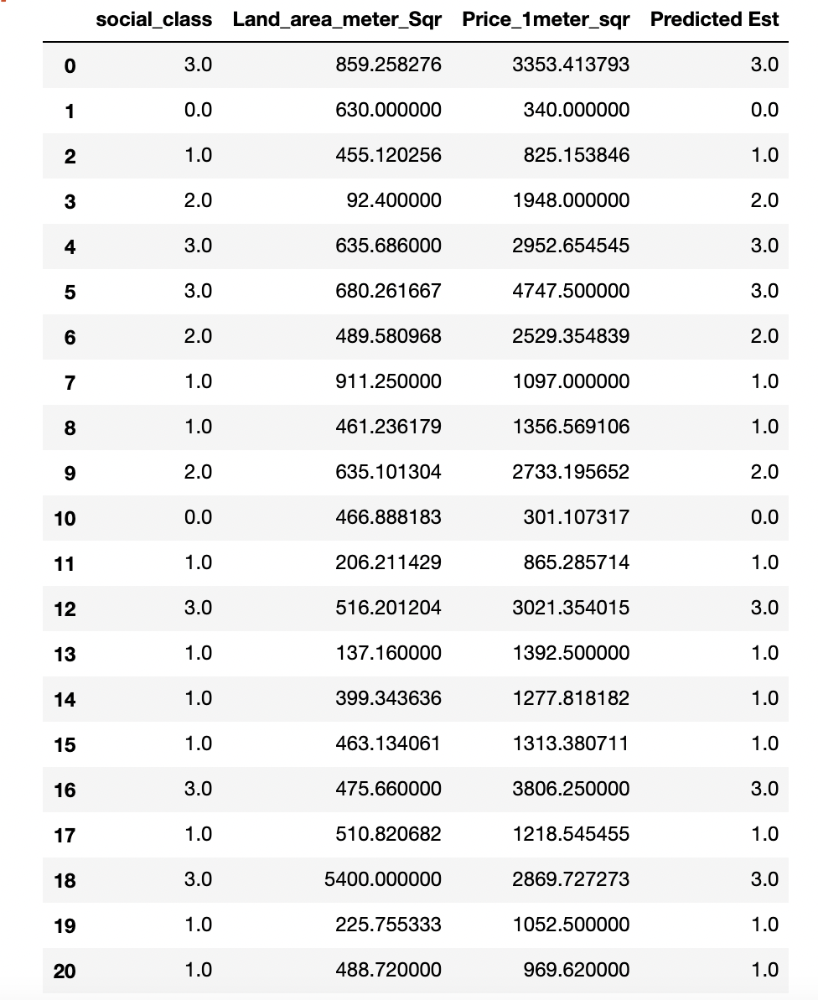 social_class Land_area_meter_Sqr Price_1meter_sqr Predicted Est
0 3.0 859.258276 3353.413793 3.0
1 0.0 630.000000 340.000000 0.0
2 1.0 455.120256 825.153846 1.0
3 2.0 92.400000 1948.000000 2.0
4 3.0 635.686000 2952.654545 3.0
5 3.0 680.261667 4747.500000 3.0
6 2.0 489.580968 2529.354839 2.0
7 1.0 911.250000 1097.000000 1.0
8 1.0 461.236179 1356.569106 1.0
9 2.0 635.101304 2733.195652 2.0
10 0.0 466.888183 301.107317 0.0
11 1.0 206.211429 865.285714 1.0
12 3.0 516.201204 3021.354015 3.0
13 1.0 137.160000 1392.500000 1.0
14 1.0 399.343636 1277.818182 1.0
15 1.0 463.134061 1313.380711 1.0
16 3.0 475.660000 3806.250000 3.0
17 1.0 510.820682 1218.545455 1.0
18 3.0 5400.000000 2869.727273 3.0
19 1.0 225.755333 1052.500000 1.0
20 1.0 488.720000 969.620000 1.0